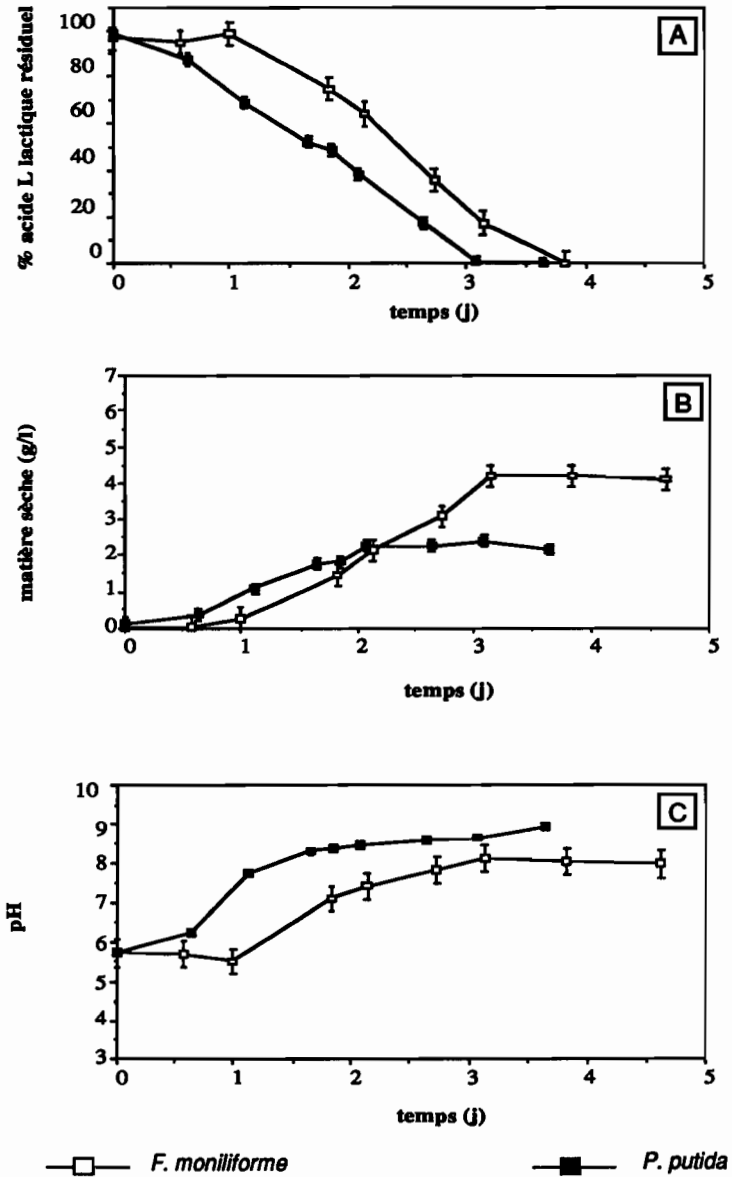 100
80
60
40
20
0
% acide L lactique résiduel
A
0 1 2 3 4 5
temps (j)
7
6
5
4
3
2
1
0
matière sèche (g/l)
B
0 1 2 3 4 5
temps (j)
10
9
8
7
6
5
4
3
pH
C
0 1 2 3 4 5
temps (j)
F. moniliforme P. putida